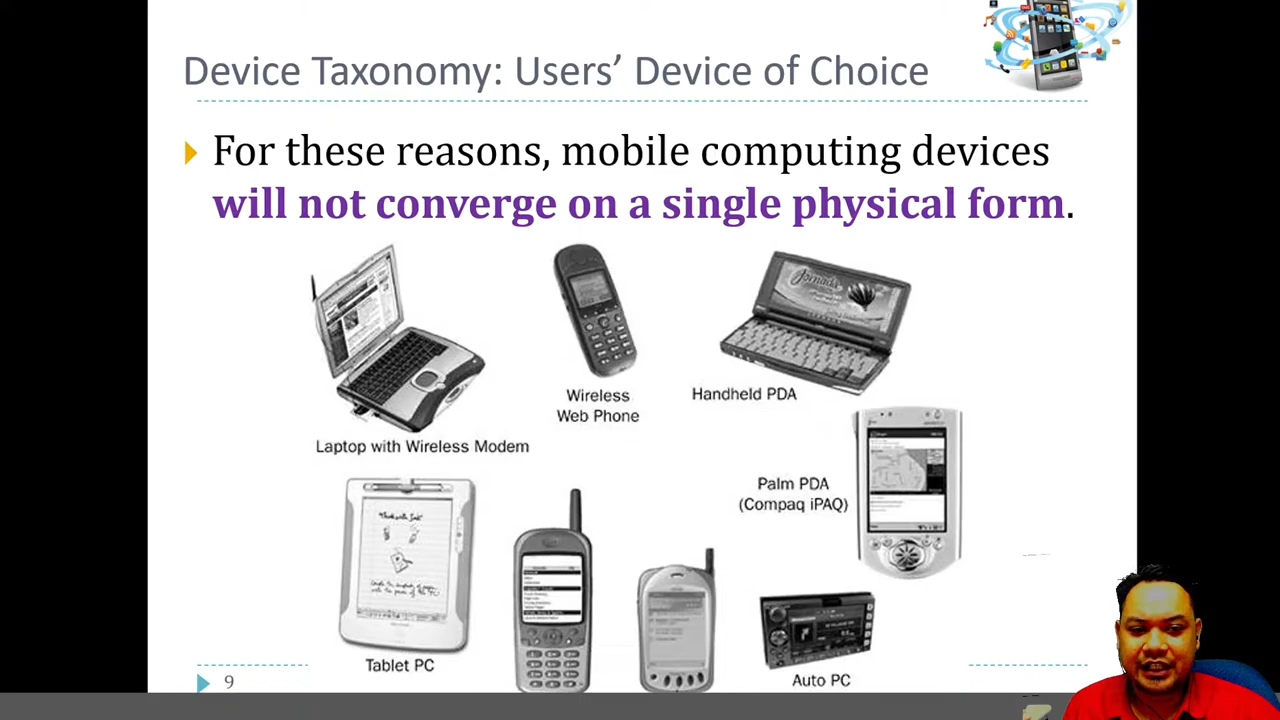 Device Taxonomy: Users’ Device of Choice
For these reasons, mobile computing devices
will not converge on a single physical form.
Jornada
Wireless
Web Phone
Handheld PDA
Laptop with Wireless Modem
Palm PDA
(Compaq iPAQ)
Tablet PC
Auto PC
9